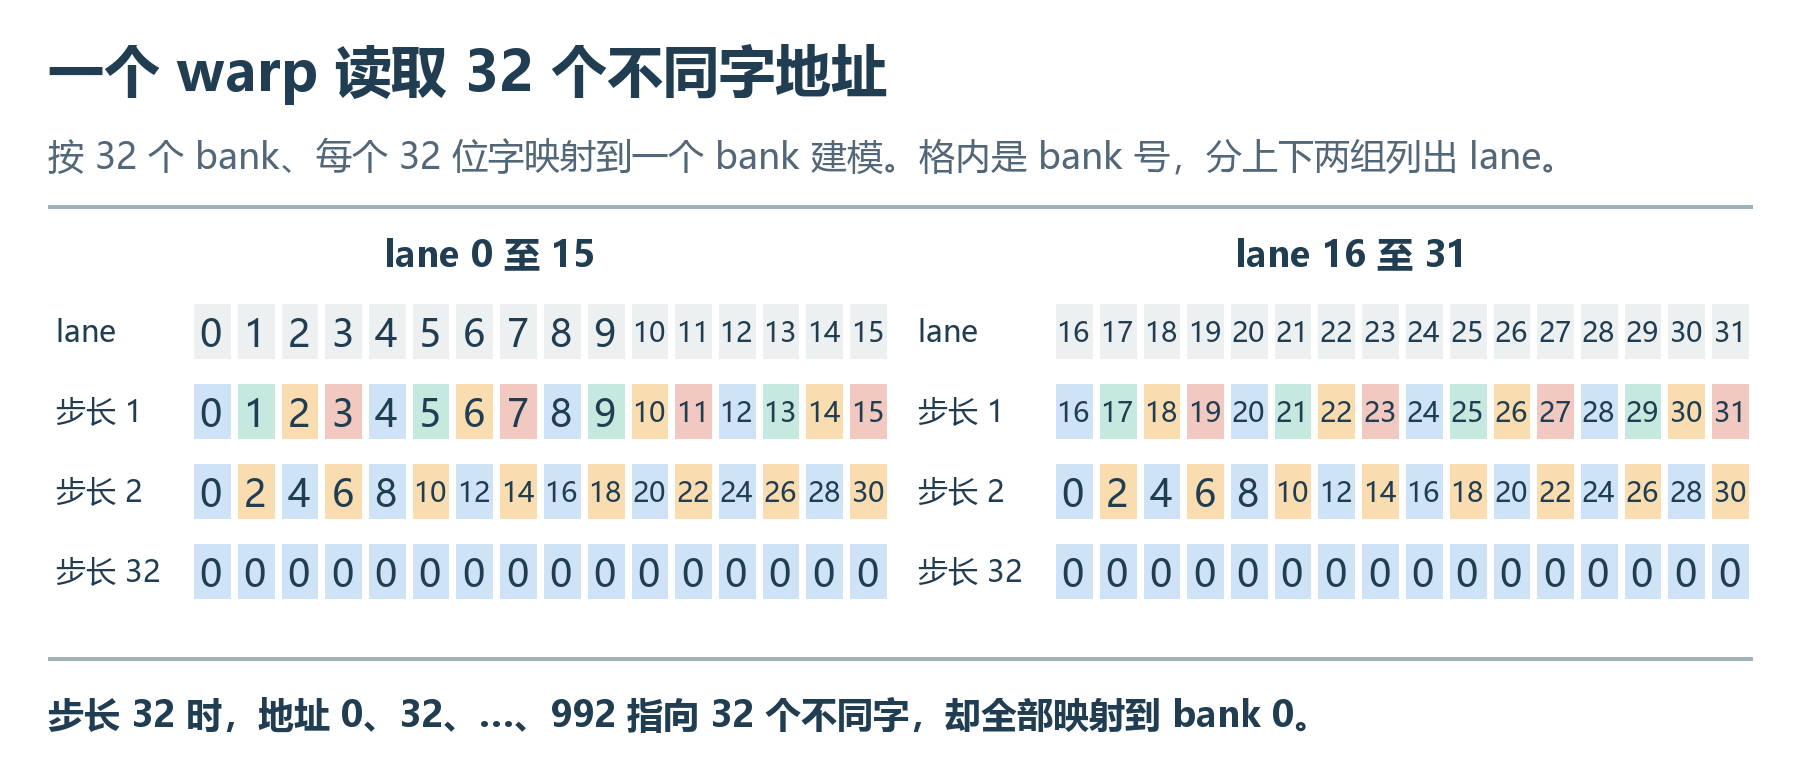 一个 warp 读取 32 个不同字地址
按 32 个 bank、每个 32 位字映射到一个 bank 建模。格内是 bank 号，分上下两组列出 lane。
lane 0 至 15
lane 0 1 2 3 4 5 6 7 8 9 10 11 12 13 14 15
步长 1 0 1 2 3 4 5 6 7 8 9 10 11 12 13 14 15
步长 2 0 2 4 6 8 10 12 14 16 18 20 22 24 26 28 30
步长 32 0 0 0 0 0 0 0 0 0 0 0 0 0 0 0 0
lane 16 至 31
lane 16 17 18 19 20 21 22 23 24 25 26 27 28 29 30 31
步长 1 16 17 18 19 20 21 22 23 24 25 26 27 28 29 30 31
步长 2 0 2 4 6 8 10 12 14 16 18 20 22 24 26 28 30
步长 32 0 0 0 0 0 0 0 0 0 0 0 0 0 0 0 0
步长 32 时，地址 0、32、…、992 指向 32 个不同字，却全部映射到 bank 0。